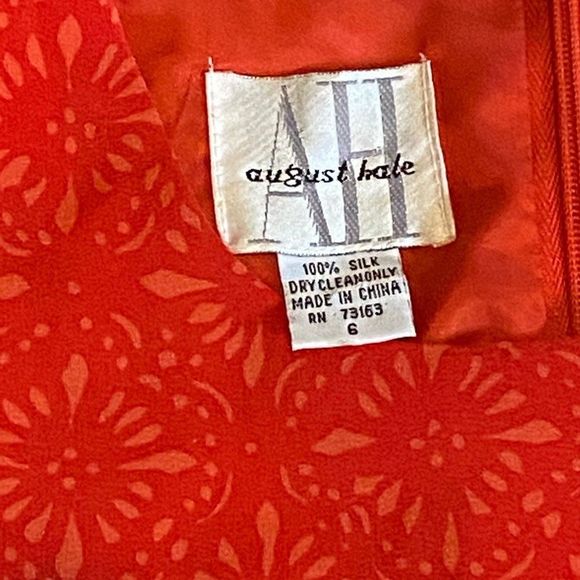 AH
august hale
100% SILK
DRYCLEANONLY
MADE IN CHINA
RN 73163
6